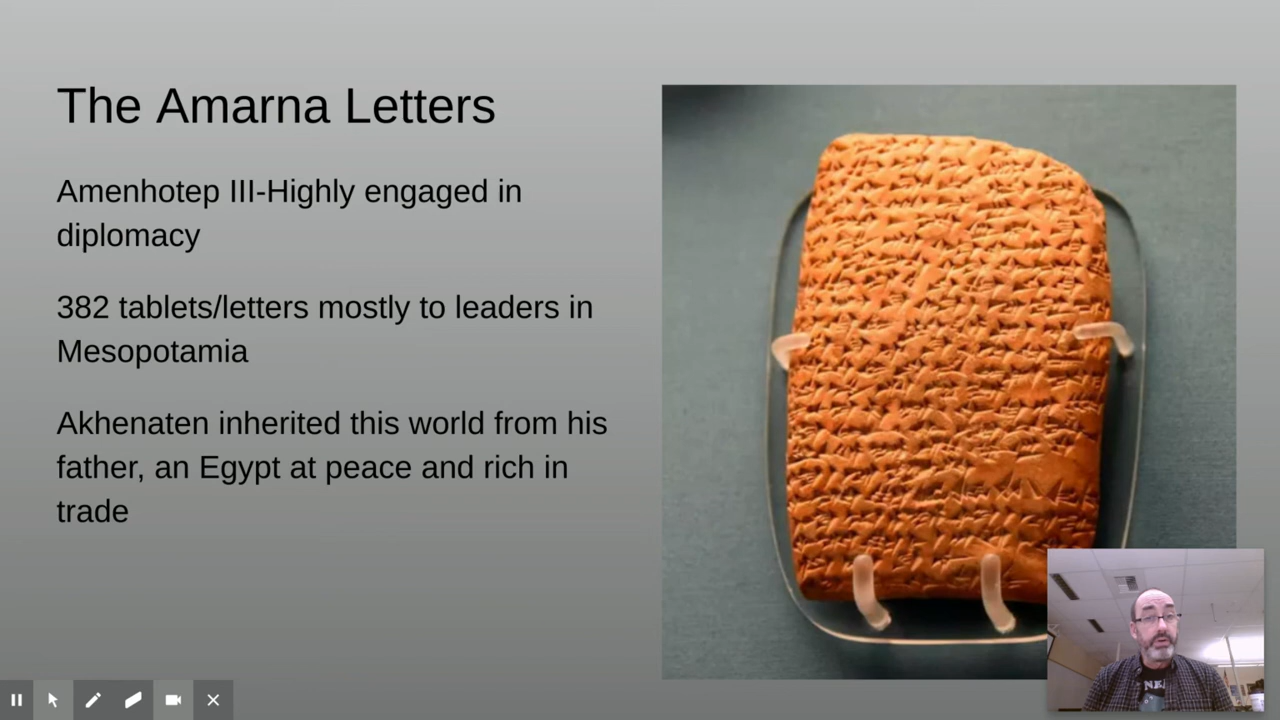 The Amarna Letters
Amenhotep III-Highly engaged in
diplomacy
382 tablets/letters mostly to leaders in
Mesopotamia
Akhenaten inherited this world from his
father, an Egypt at peace and rich in
trade